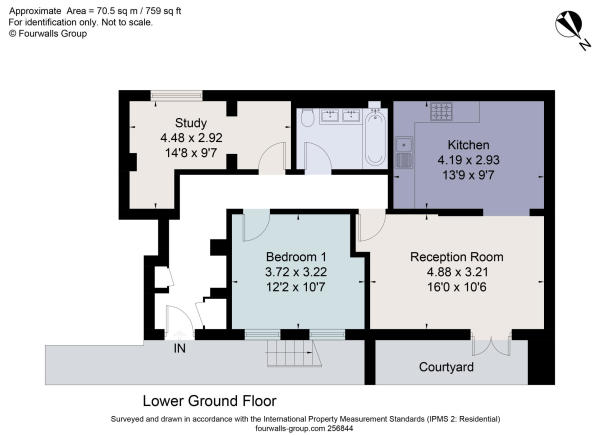 Approximate Area = 70.5 sq m / 759 sq ft
For identification only. Not to scale.
© Fourwalls Group
N
Study
4.48 x 2.92
14'8 x 9'7
Kitchen
4.19 x 2.93
13'9 x 9'7
Bedroom 1
3.72 x 3.22
12'2 x 10'7
Reception Room
4.88 x 3.21
16'0 x 10'6
IN
Courtyard
Lower Ground Floor
Surveyed and drawn in accordance with the International Property Measurement Standards (IPMS 2: Residential)
fourwalls-group.com 256844